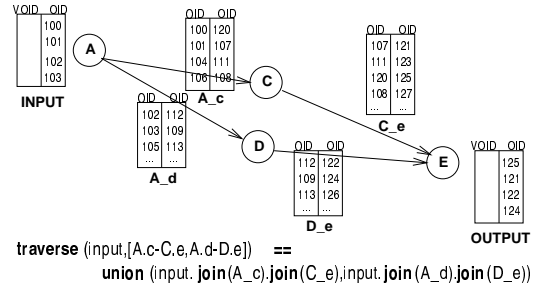 VOID OID
100
101
102
103
INPUT
A
OID OID
100 120
101 107
104 111
106 108
A_c
C
OID OID
107 121
111 123
120 125
108 127
... ...
C_e
OID OID
102 112
103 109
105 113
... ...
A_d
D
OID OID
112 122
109 124
113 126
... ...
D_e
E
VOID OID
125
121
122
124
OUTPUT
traverse (input,[A.c-C.e,A.d-D.e]) ==
union (input. join(A_c).join(C_e),input.join(A_d).join(D_e))